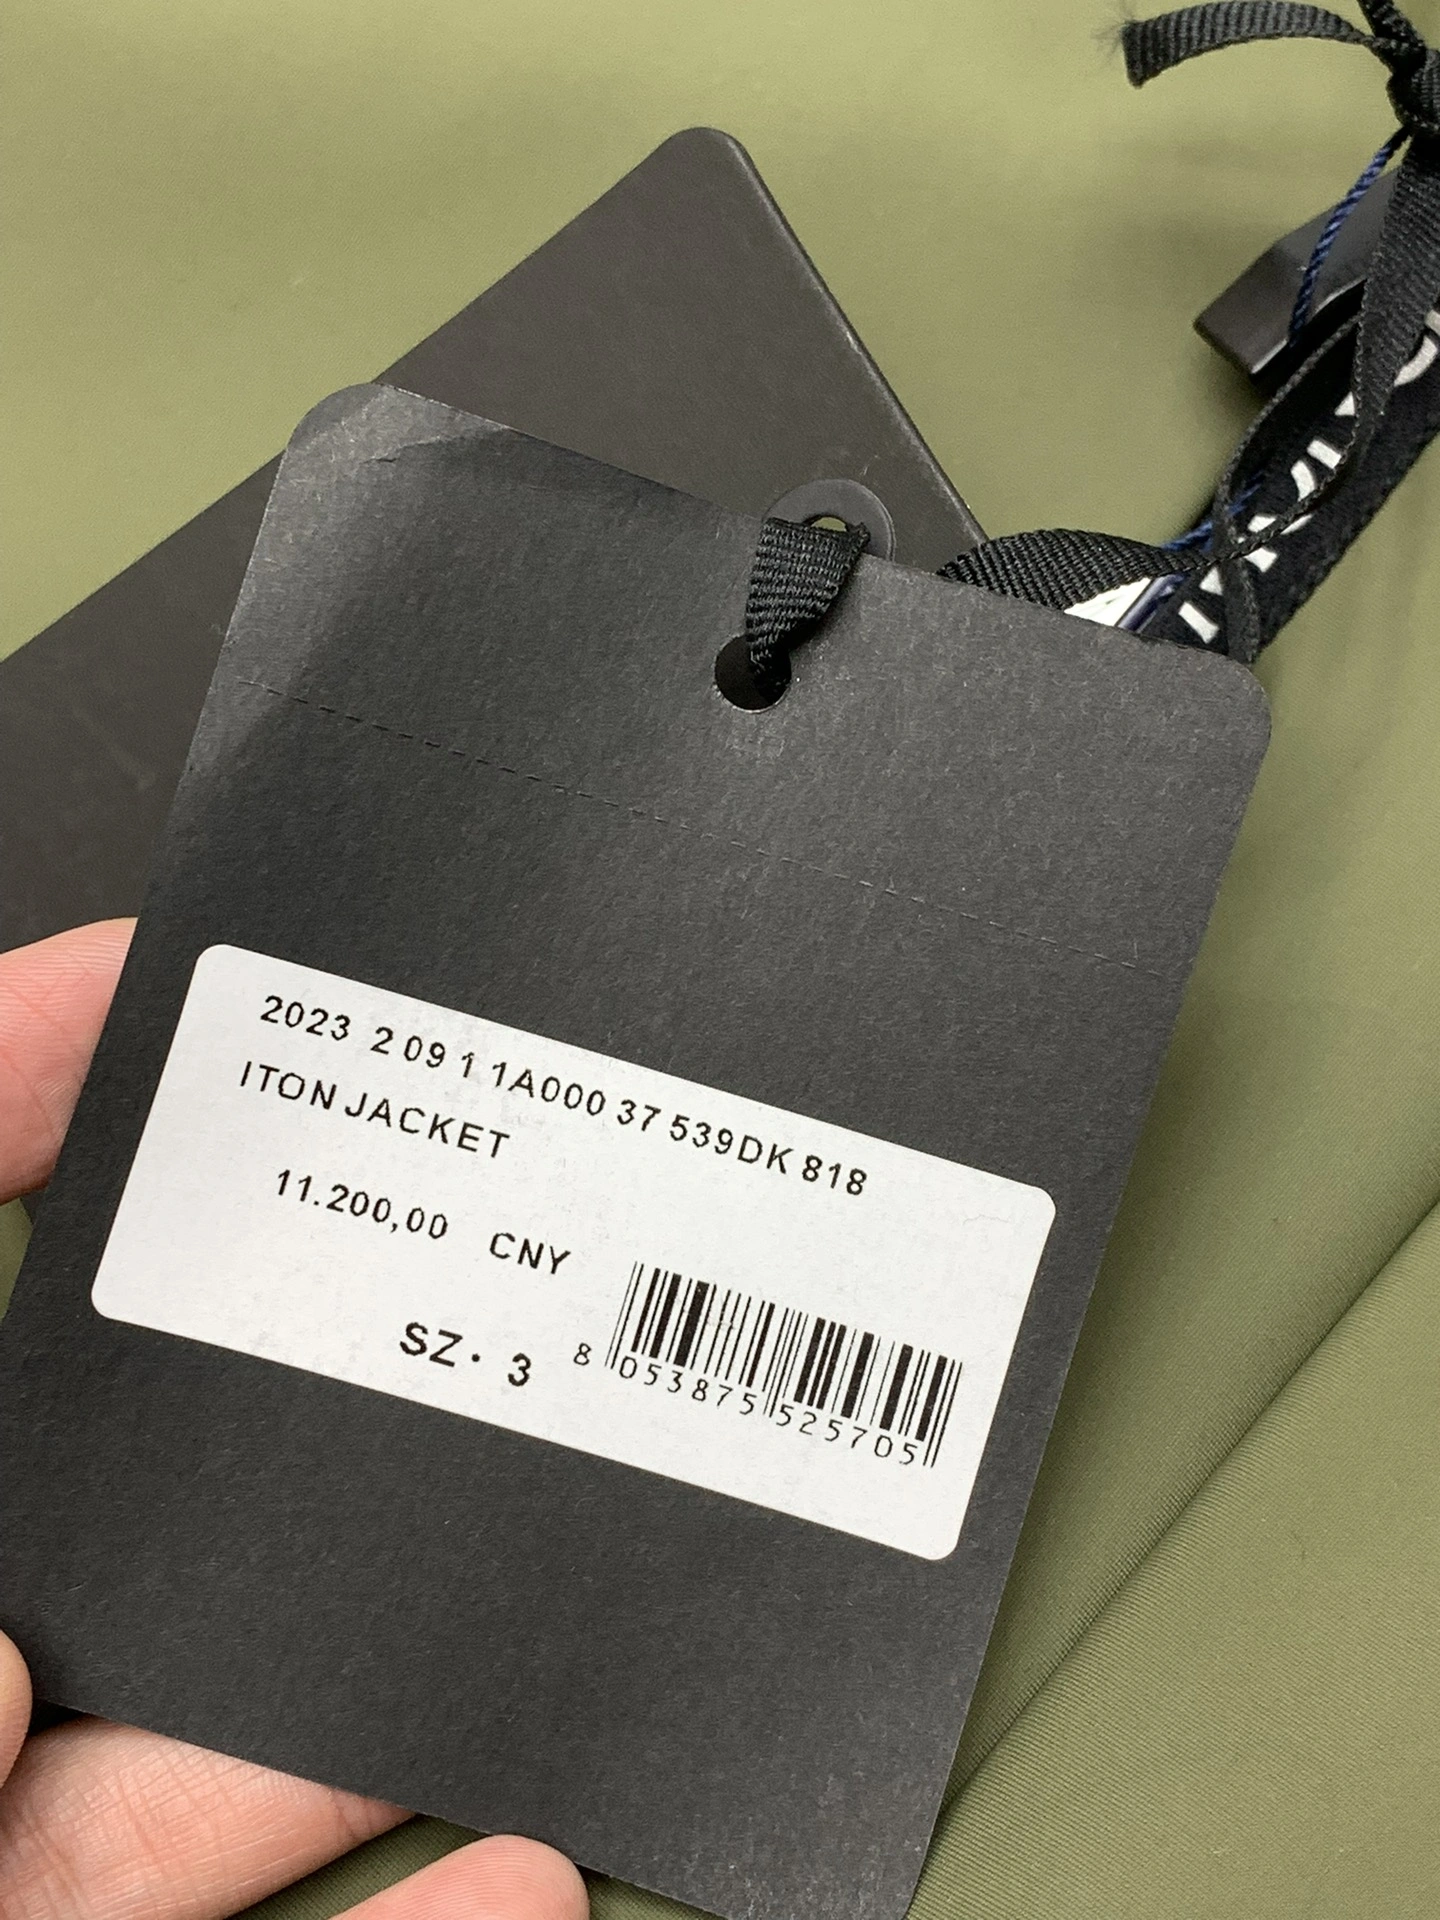 2023 2 09 1 1A000 37 539DK 818
ITON JACKET
11.200,00 CNY
SZ. 3
8 053875 525705